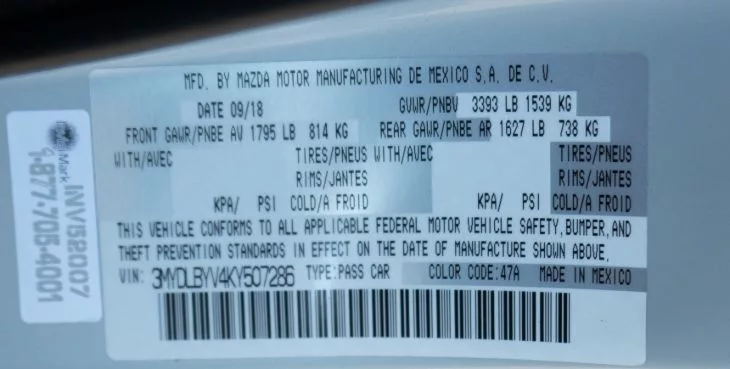 MFD. BY MAZDA MOTOR MANUFACTURING DE MEXICO S.A. DE C.V.
DATE 09/18 GVWR/PNBV 3393 LB 1539 KG
FRONT GAWR/PNBE AV 1795 LB 814 KG REAR GAWR/PNBE AR 1627 LB 738 KG
WITH/AVEC TIRES/PNEUS WITH/AVEC TIRES/PNEUS
RIMS/JANTES RIMS/JANTES
KPA/ PSI COLD/A FROID KPA/ PSI COLD/A FROID
THIS VEHICLE CONFORMS TO ALL APPLICABLE FEDERAL MOTOR VEHICLE SAFETY, BUMPER, AND
THEFT PREVENTION STANDARDS IN EFFECT ON THE DATE OF MANUFACTURE SHOWN ABOVE.
VIN: 3MYDLBYV4KY507286 TYPE:PASS CAR COLOR CODE:47A MADE IN MEXICO
Mark
INV52007
1-877-705-4001